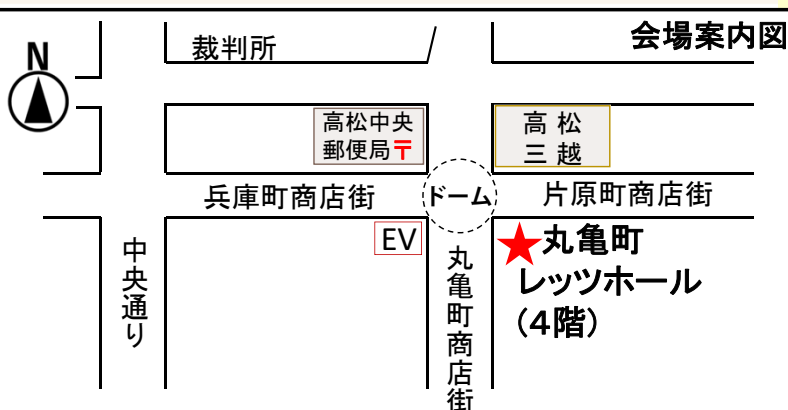 会場案内図
N
裁判所
高松中央
郵便局〒
高松
三越
兵庫町商店街
ドーム
片原町商店街
EV
★丸亀町
レッツホール
(4階)
中央通り
丸亀町商店街